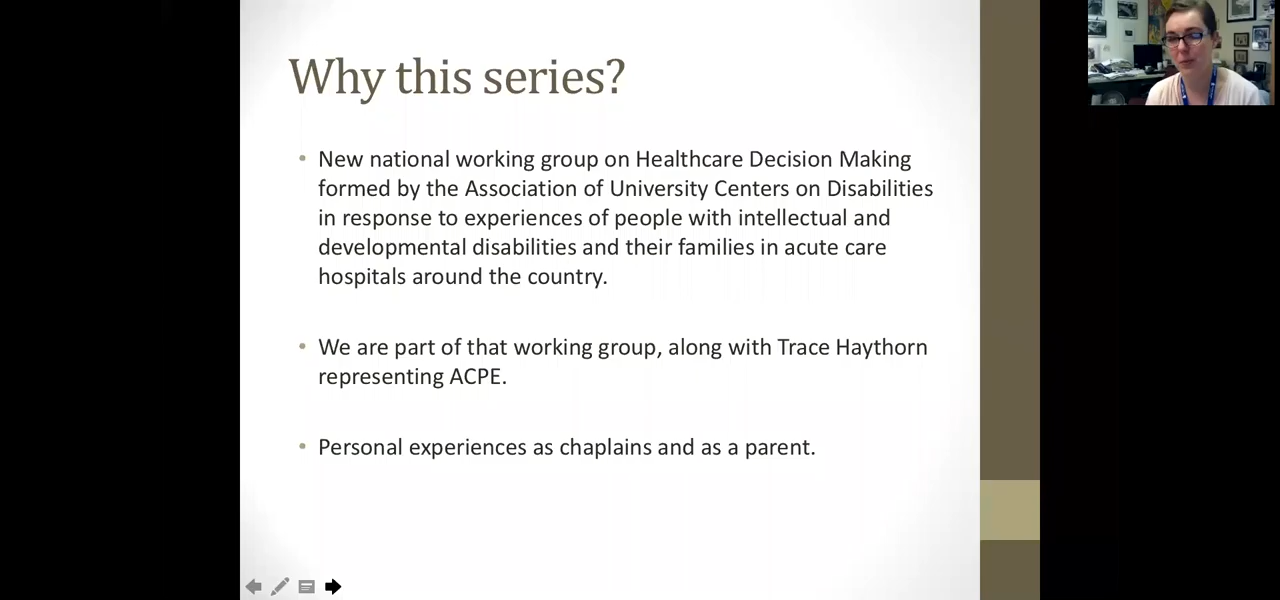 Why this series?
• New national working group on Healthcare Decision Making
formed by the Association of University Centers on Disabilities
in response to experiences of people with intellectual and
developmental disabilities and their families in acute care
hospitals around the country.
• We are part of that working group, along with Trace Haythorn
representing ACPE.
• Personal experiences as chaplains and as a parent.